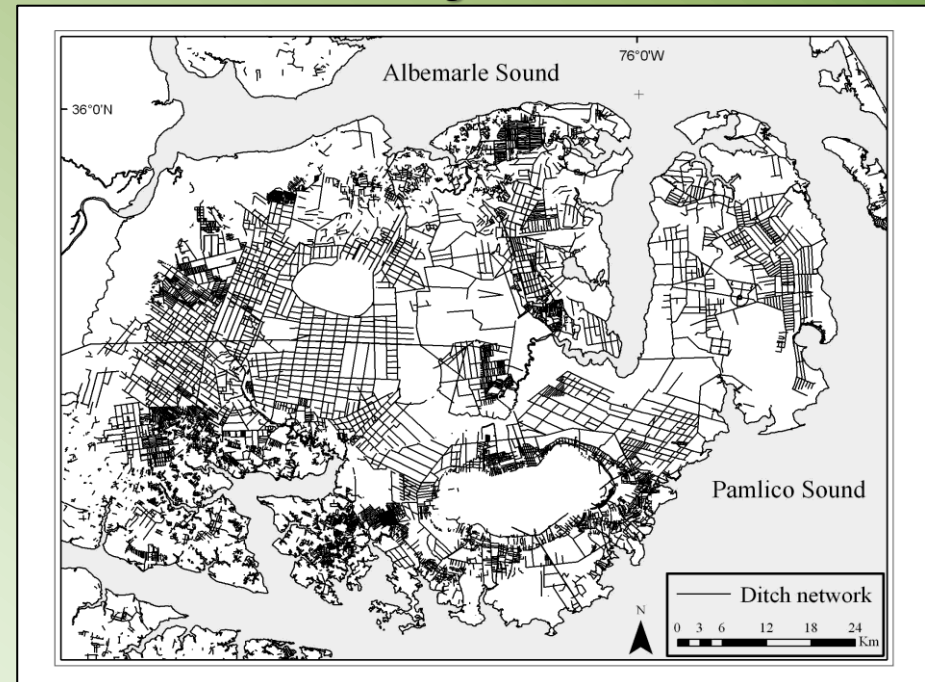 Albemarle Sound
76°0'W
36°0'N
Pamlico Sound
Ditch network
N
0 3 6 12 18 24
Km